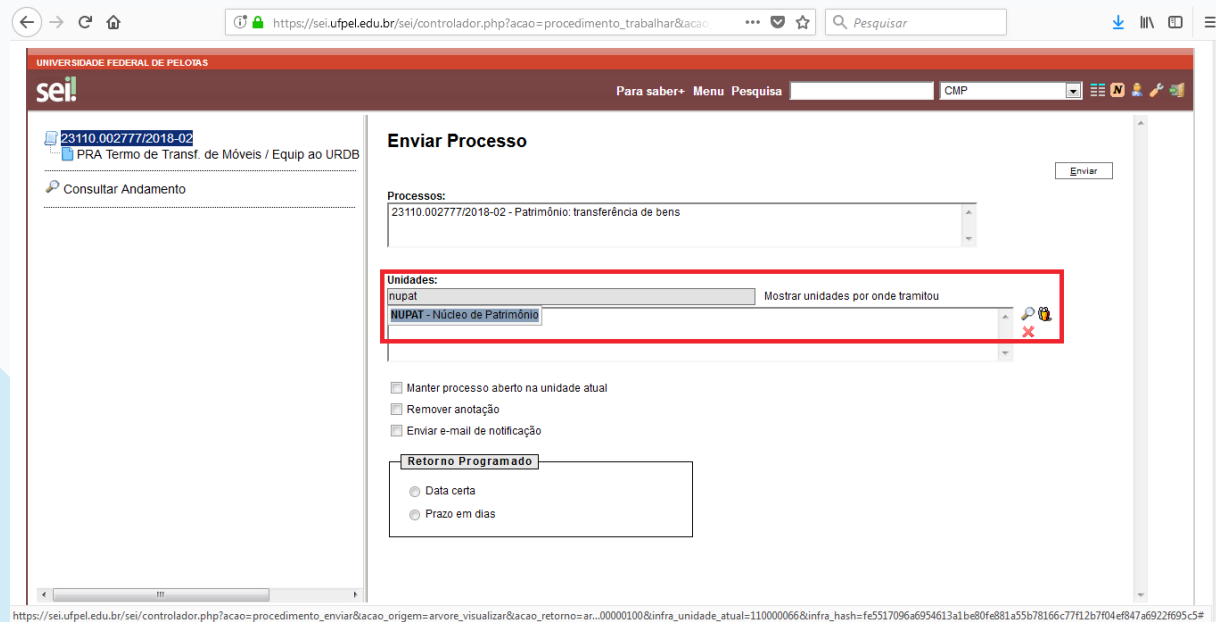 https://sei.ufpel.edu.br/sei/controlador.php?acao=procedimento_trabalhar&acao
Pesquisar
UNIVERSIDADE FEDERAL DE PELOTAS
sei!
Para saber+ Menu Pesquisa
CMP
N
23110.002777/2018-02
PRA Termo de Transf. de Móveis / Equip ao URDB
Consultar Andamento
Enviar Processo
Enviar
Processos:
23110.002777/2018-02 - Patrimônio: transferência de bens
Unidades:
nupat
Mostrar unidades por onde tramitou
NUPAT - Núcleo de Patrimônio
Manter processo aberto na unidade atual
Remover anotação
Enviar e-mail de notificação
Retorno Programado
Data certa
Prazo em dias
https://sei.ufpel.edu.br/sei/controlador.php?acao=procedimento_enviar&acao_origem=arvore_visualizar&acao_retorno=ar...00000100&infra_unidade_atual=110000066&infra_hash=fe5517096a6954613a1be80fe881a55b78166c77f12b7f04ef847a6922f695c5#